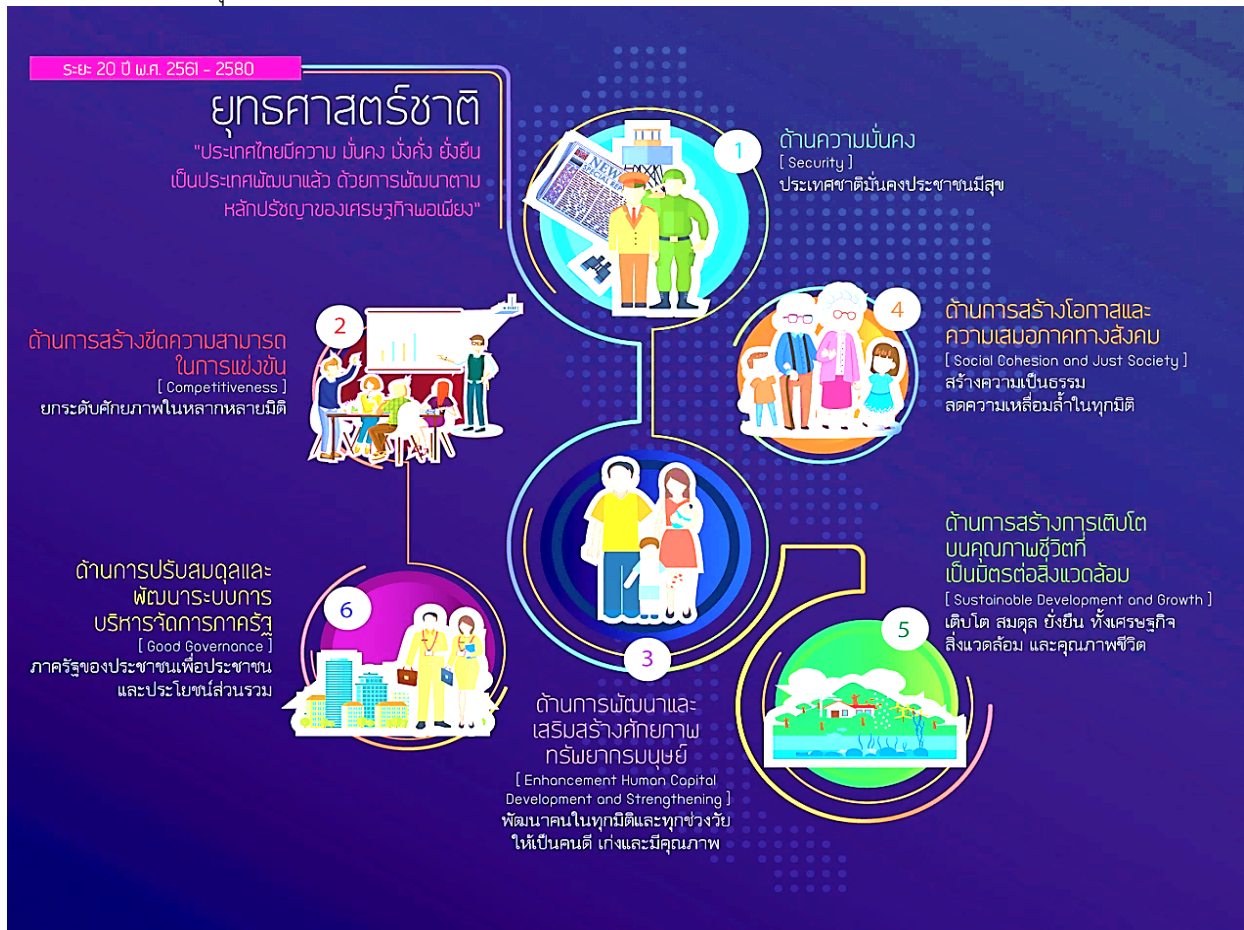 ระยะ 20 ปี พ.ศ. 2561 - 2580
ยุทธศาสตร์ชาติ
"ประเทศไทยมีความ มั่นคง มั่งคั่ง ยั่งยืน
เป็นประเทศพัฒนาแล้ว ด้วยการพัฒนาตาม
หลักปรัชญาของเศรษฐกิจพอเพียง"
NEWS
1
ด้านความมั่นคง
[ Security ]
ประเทศชาติมั่นคงประชาชนมีสุข
2
ด้านการสร้างขีดความสามารถ
ในการแข่งขัน
[ Competitiveness ]
ยกระดับศักยภาพในหลากหลายมิติ
4
ด้านการสร้างโอกาสและ
ความเสมอภาคทางสังคม
[ Social Cohesion and Just Society ]
สร้างความเป็นธรรม
ลดความเหลื่อมล้ำในทุกมิติ
6
ด้านการปรับสมดุลและ
พัฒนาระบบการ
บริหารจัดการภาครัฐ
[ Good Governance ]
ภาครัฐของประชาชนเพื่อประชาชน
และประโยชน์ส่วนรวม
3
ด้านการพัฒนาและ
เสริมสร้างศักยภาพ
ทรัพยากรมนุษย์
[ Enhancement Human Capital
Development and Strengthening ]
พัฒนาคนในทุกมิติและทุกช่วงวัย
ให้เป็นคนดี เก่งและมีคุณภาพ
5
ด้านการสร้างการเติบโต
บนคุณภาพชีวิตที่
เป็นมิตรต่อสิ่งแวดล้อม
[ Sustainable Development and Growth ]
เติบโต สมดุล ยั่งยืน ทั้งเศรษฐกิจ
สิ่งแวดล้อม และคุณภาพชีวิต